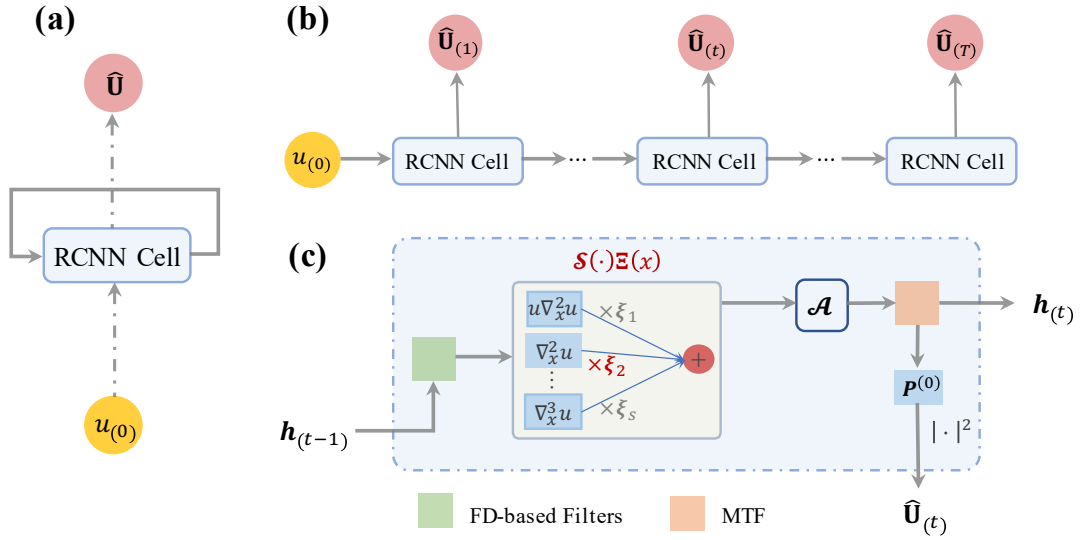 (a)
Û
RCNN Cell
u(0)
(b)
Û(1) Û(t) Û(T)
u(0) RCNN Cell ... RCNN Cell ... RCNN Cell
(c)
𝓢(·)Ξ(x)
u∇²ₓu ×ξ₁
∇²ₓu ×ξ₂ +
⋮
∇³ₓu ×ξₛ
𝓐
h(t)
P⁽⁰⁾
h(t−1)
|·|²
Û(t)
FD-based Filters MTF